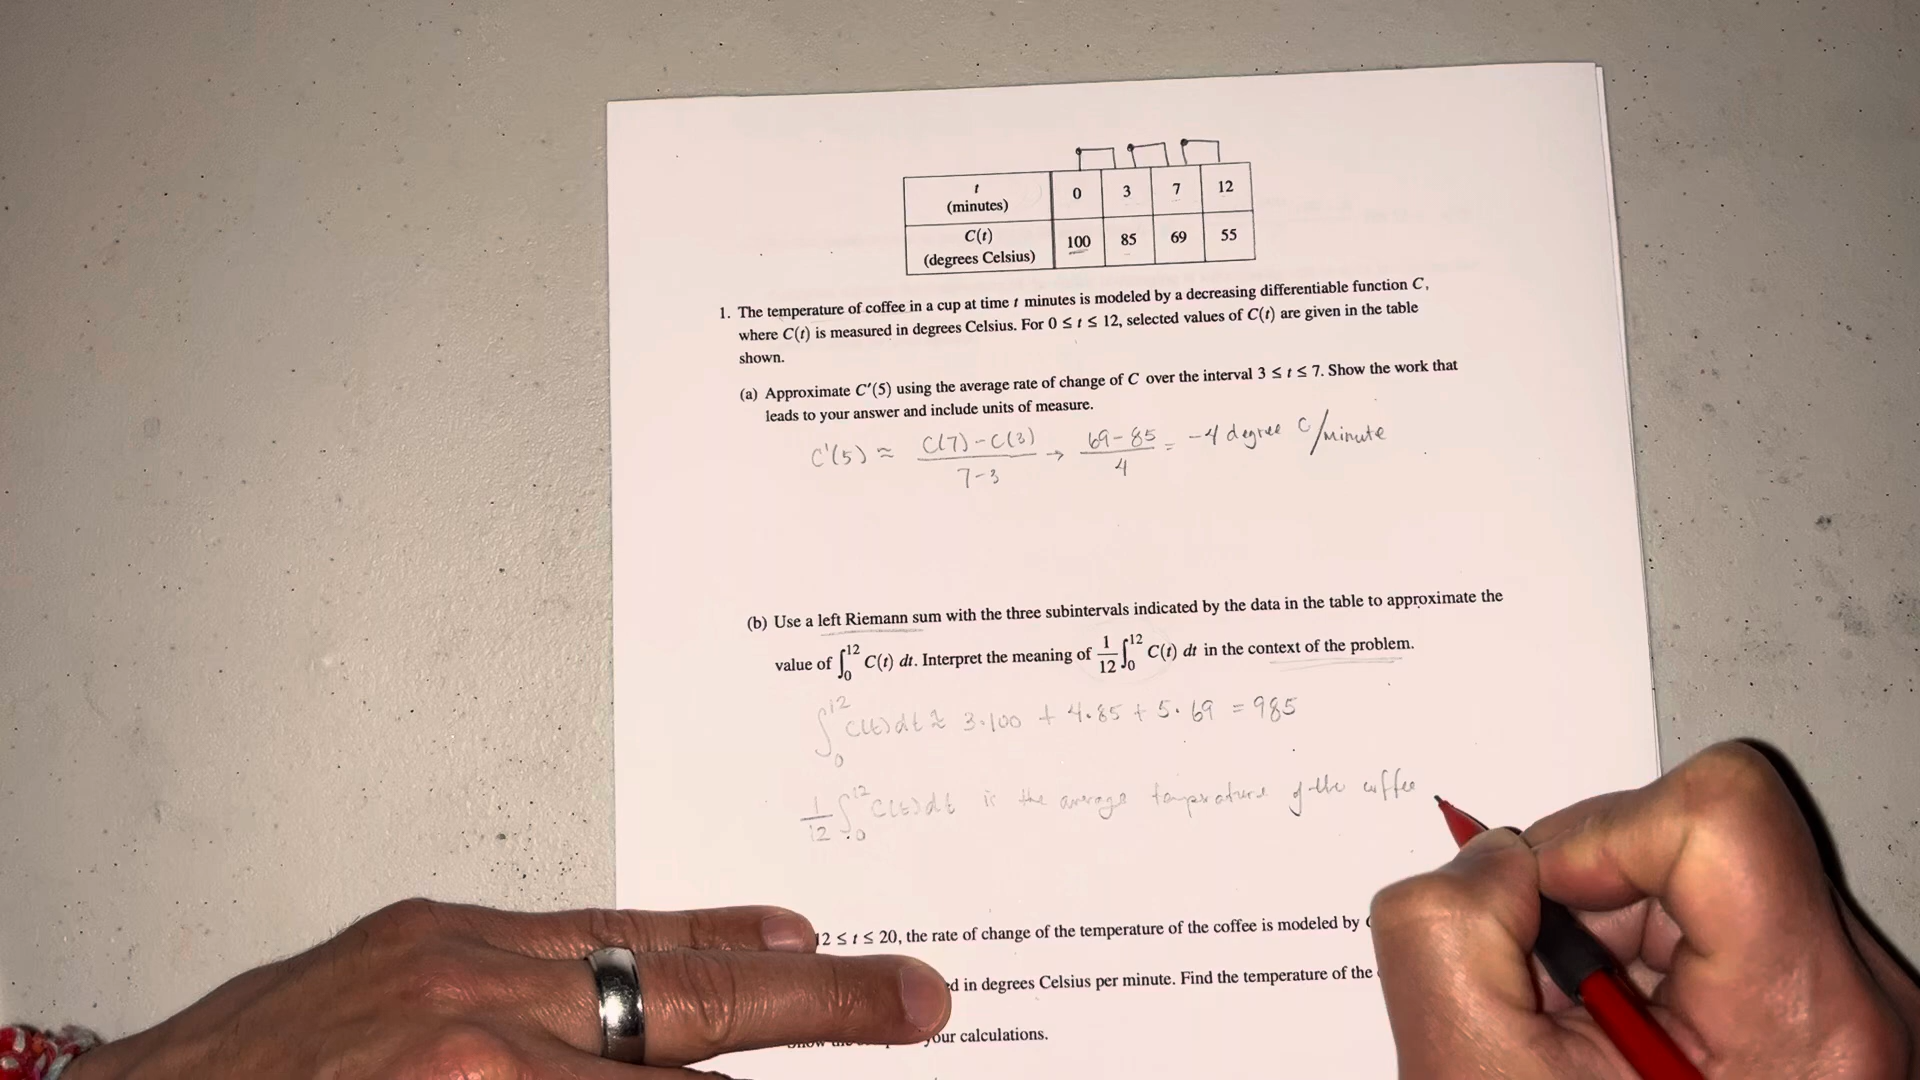 t
(minutes) 0 3 7 12
C(t)
(degrees Celsius) 100 85 69 55
1. The temperature of coffee in a cup at time t minutes is modeled by a decreasing differentiable function C,
where C(t) is measured in degrees Celsius. For 0 ≤ t ≤ 12, selected values of C(t) are given in the table
shown.
(a) Approximate C′(5) using the average rate of change of C over the interval 3 ≤ t ≤ 7. Show the work that
leads to your answer and include units of measure.
C'(5) ≈ (C(7)-C(3))/(7-3) → (69-85)/4 = -4 degree C/minute
(b) Use a left Riemann sum with the three subintervals indicated by the data in the table to approximate the
value of ∫₀¹² C(t) dt. Interpret the meaning of 1/12 ∫₀¹² C(t) dt in the context of the problem.
∫₀¹² C(t)dt ≈ 3·100 + 4·85 + 5·69 = 985
1/12 ∫₀¹² C(t)dt is the average temperature of the coffee
12 ≤ t ≤ 20, the rate of change of the temperature of the coffee is modeled by
in degrees Celsius per minute. Find the temperature of the
your calculations.